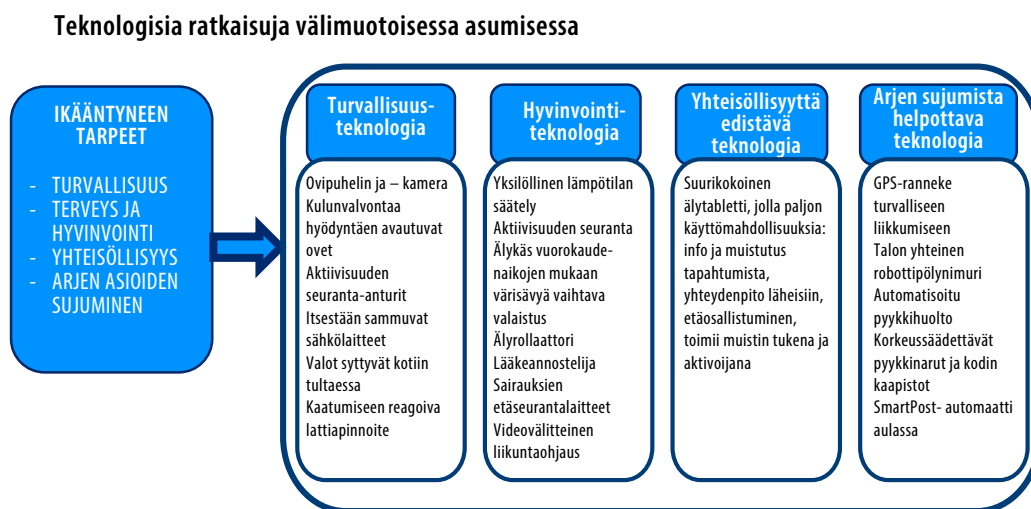 Teknologisia ratkaisuja välimuotoisessa asumisessa
IKÄÄNTYNEEN
TARPEET
- TURVALLISUUS
- TERVEYS JA
HYVINVOINTI
- YHTEISÖLLISYYS
- ARJEN ASIOIDEN
SUJUMINEN
Turvallisuus-
teknologia
Ovipuhelin ja – kamera
Kulunvalvontaa
hyödyntäen avautuvat
ovet
Aktiivisuuden
seuranta-anturit
Itsestään sammuvat
sähkölaitteet
Valot syttyvät kotiin
tultaessa
Kaatumiseen reagoiva
lattiapinnoite
Hyvinvointi-
teknologia
Yksilöllinen lämpötilan
säätely
Aktiivisuuden seuranta
Älykäs vuorokaude-
naikojen mukaan
värisävyä vaihtava
valaistus
Älyrollaattori
Lääkeannostelija
Sairauksien
etäseurantalaitteet
Videovälitteinen
liikuntaohjaus
Yhteisöllisyyttä
edistävä
teknologia
Suurikokoinen
älytabletti, jolla paljon
käyttömahdollisuuksia:
info ja muistutus
tapahtumista,
yhteydenpito läheisiin,
etäosallistuminen,
toimii muistin tukena ja
aktivoijana
Arjen sujumista
helpottava
teknologia
GPS-ranneke
turvalliseen
liikkumiseen
Talon yhteinen
robottipölynimuri
Automatisoitu
pyykkihuolto
Korkeussäädettävät
pyykkinarut ja kodin
kaapistot
SmartPost- automaatti
aulassa